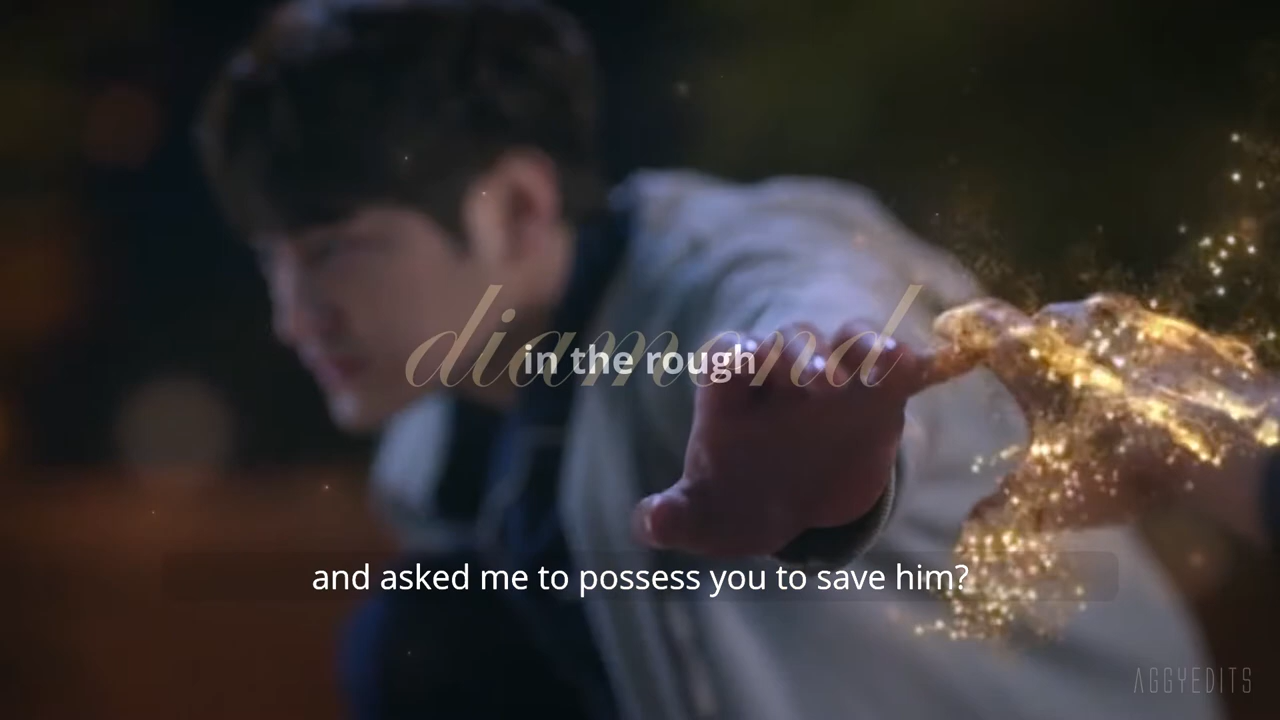 diamond
in the rough
and asked me to possess you to save him?
AGGYEDITS